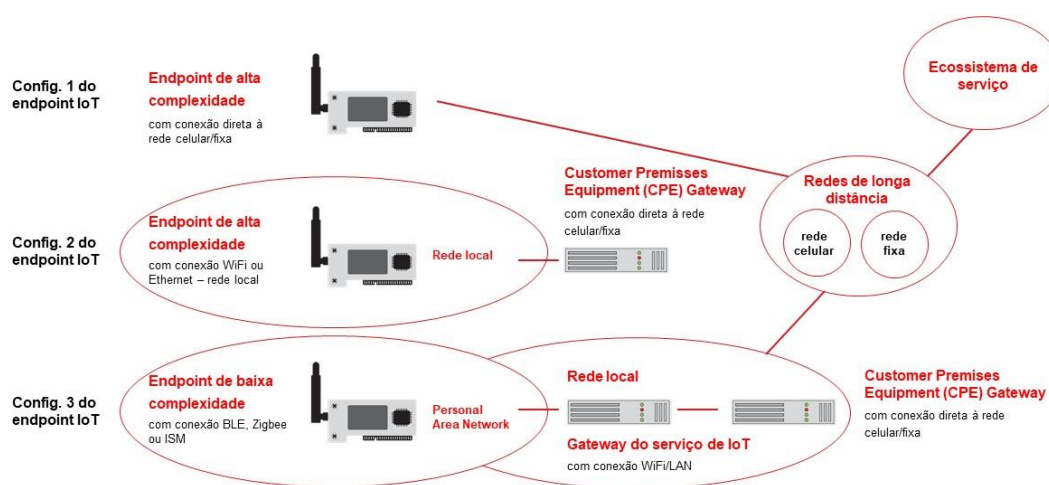 Config. 1 do
endpoint IoT
Endpoint de alta
complexidade
com conexão direta à
rede celular/fixa
Ecossistema de
serviço
Config. 2 do
endpoint IoT
Endpoint de alta
complexidade
com conexão WiFi ou
Ethernet – rede local
Rede local
Customer Premisses
Equipment (CPE) Gateway
com conexão direta à rede
celular/fixa
Redes de longa
distância
rede
celular
rede
fixa
Config. 3 do
endpoint IoT
Endpoint de baixa
complexidade
com conexão BLE, Zigbee
ou ISM
Personal
Area Network
Rede local
Gateway do serviço de IoT
com conexão WiFi/LAN
Customer Premises
Equipment (CPE) Gateway
com conexão direta à rede
celular/fixa